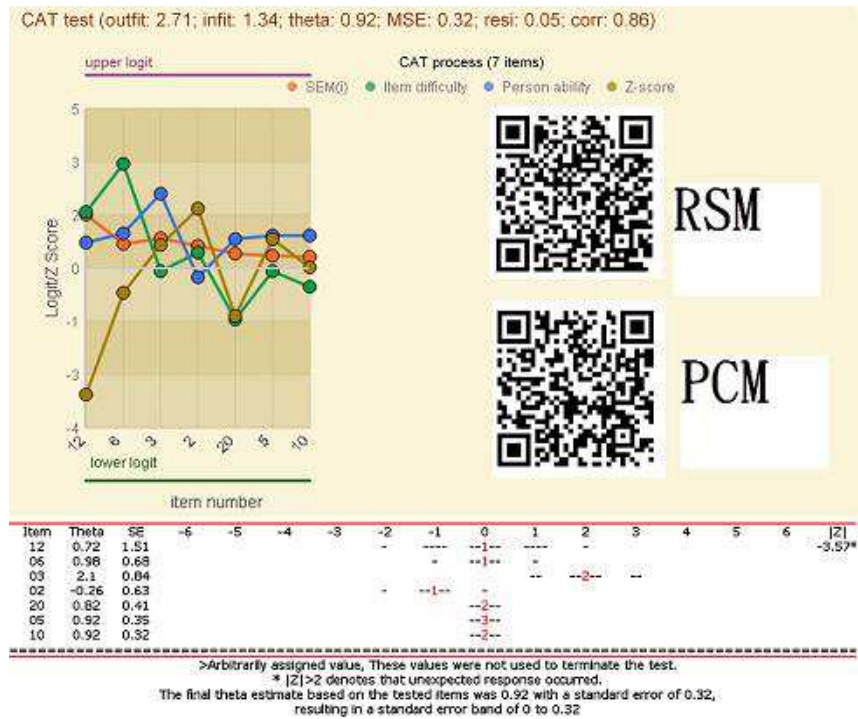 CAT test (outfit: 2.71; infit: 1.34; theta: 0.92; MSE: 0.32; resi: 0.05; corr: 0.86)
upper logit
CAT process (7 items)
SEM(i) Item difficulty Person ability Z-score
5
3
2
0
-1
-3
-4
Logit/Z Score
12 6 3 2 20 5 10
lower logit
item number
RSM
PCM
Item Theta SE -6 -5 -4 -3 -2 -1 0 1 2 3 4 5 6 |Z|
12 0.72 1.51 - ---- --1-- ---- - -3.57*
06 0.98 0.68 - --1-- -
03 2.1 0.84 -- --2-- --
02 -0.26 0.63 - --1-- -
20 0.82 0.41 --2--
05 0.92 0.35 --3--
10 0.92 0.32 --2--
>Arbitrarily assigned value, These values were not used to terminate the test.
* |Z|>2 denotes that unexpected response occurred.
The final theta estimate based on the tested items was 0.92 with a standard error of 0.32,
resulting in a standard error band of 0 to 0.32